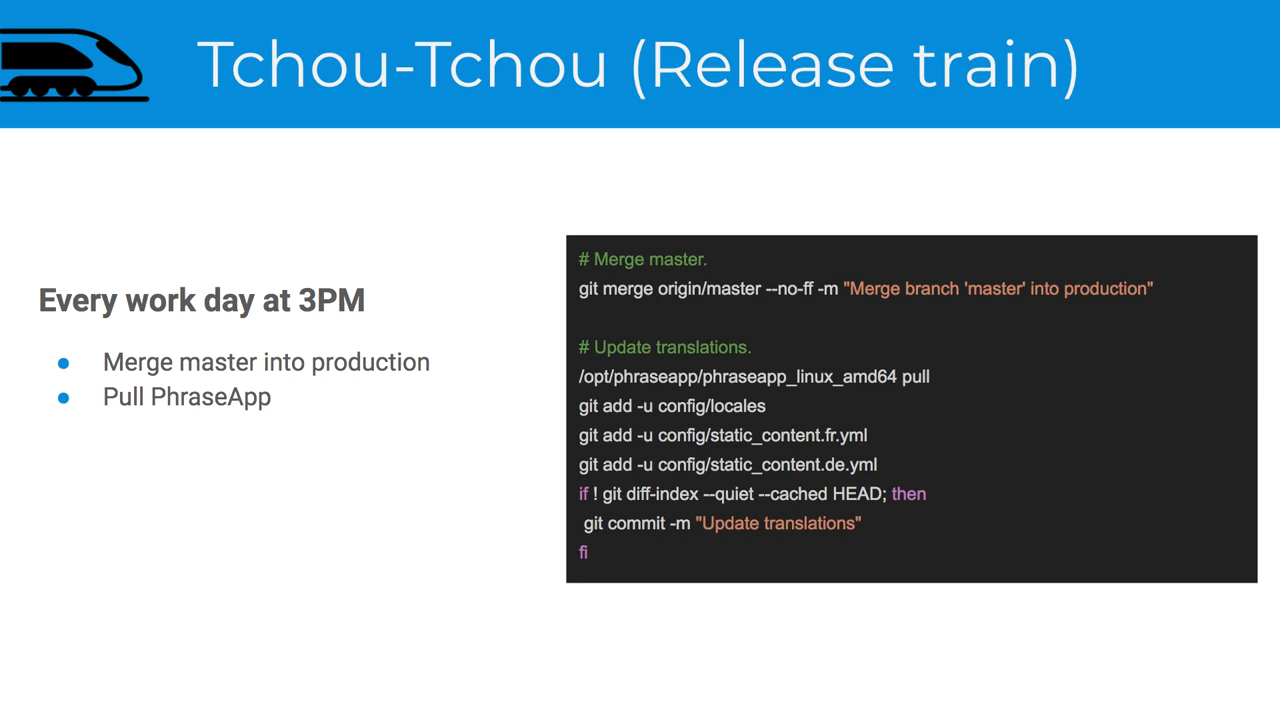 Tchou-Tchou (Release train)
Every work day at 3PM
● Merge master into production
● Pull PhraseApp
# Merge master.
git merge origin/master --no-ff -m "Merge branch 'master' into production"
# Update translations.
/opt/phraseapp/phraseapp_linux_amd64 pull
git add -u config/locales
git add -u config/static_content.fr.yml
git add -u config/static_content.de.yml
if ! git diff-index --quiet --cached HEAD; then
git commit -m "Update translations"
fi